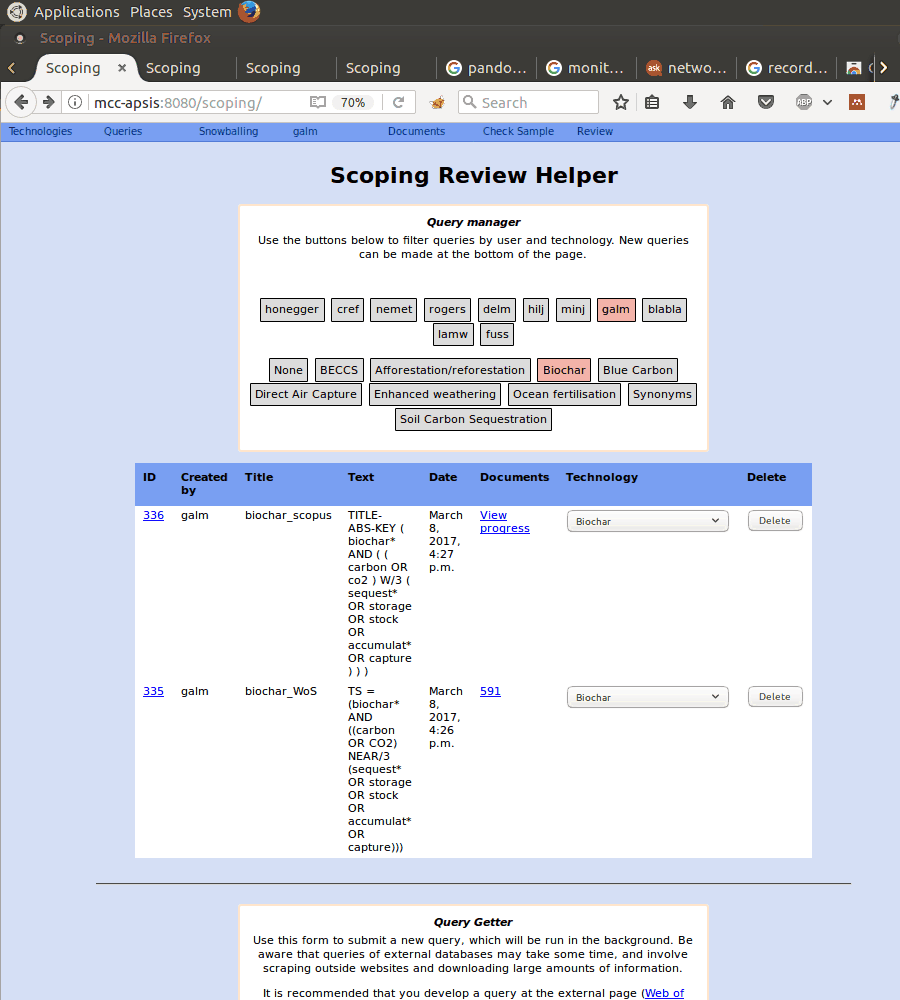 Applications Places System
Scoping - Mozilla Firefox
Scoping × Scoping Scoping Scoping pando... monit... ask netwo... record...
mcc-apsis:8080/scoping/ 70% Search ABP
Technologies Queries Snowballing galm Documents Check Sample Review
Scoping Review Helper
Query manager
Use the buttons below to filter queries by user and technology. New queries
can be made at the bottom of the page.
honegger cref nemet rogers delm hilj minj galm blabla
lamw fuss
None BECCS Afforestation/reforestation Biochar Blue Carbon
Direct Air Capture Enhanced weathering Ocean fertilisation Synonyms
Soil Carbon Sequestration
ID Created by Title Text Date Documents Technology Delete
336 galm biochar_scopus
TITLE-
ABS-KEY (
biochar*
AND ( (
carbon OR
co2 ) W/3 (
sequest*
OR storage
OR stock
OR
accumulat*
OR capture
) ) )
March
8,
2017,
4:27
p.m.
View
progress
Biochar
Delete
335 galm biochar_WoS
TS =
(biochar*
AND
((carbon
OR CO2)
NEAR/3
(sequest*
OR storage
OR stock
OR
accumulat*
OR
capture)))
March
8,
2017,
4:26
p.m.
591
Biochar
Delete
Query Getter
Use this form to submit a new query, which will be run in the background. Be
aware that queries of external databases may take some time, and involve
scraping outside websites and downloading large amounts of information.
It is recommended that you develop a query at the external page (Web of